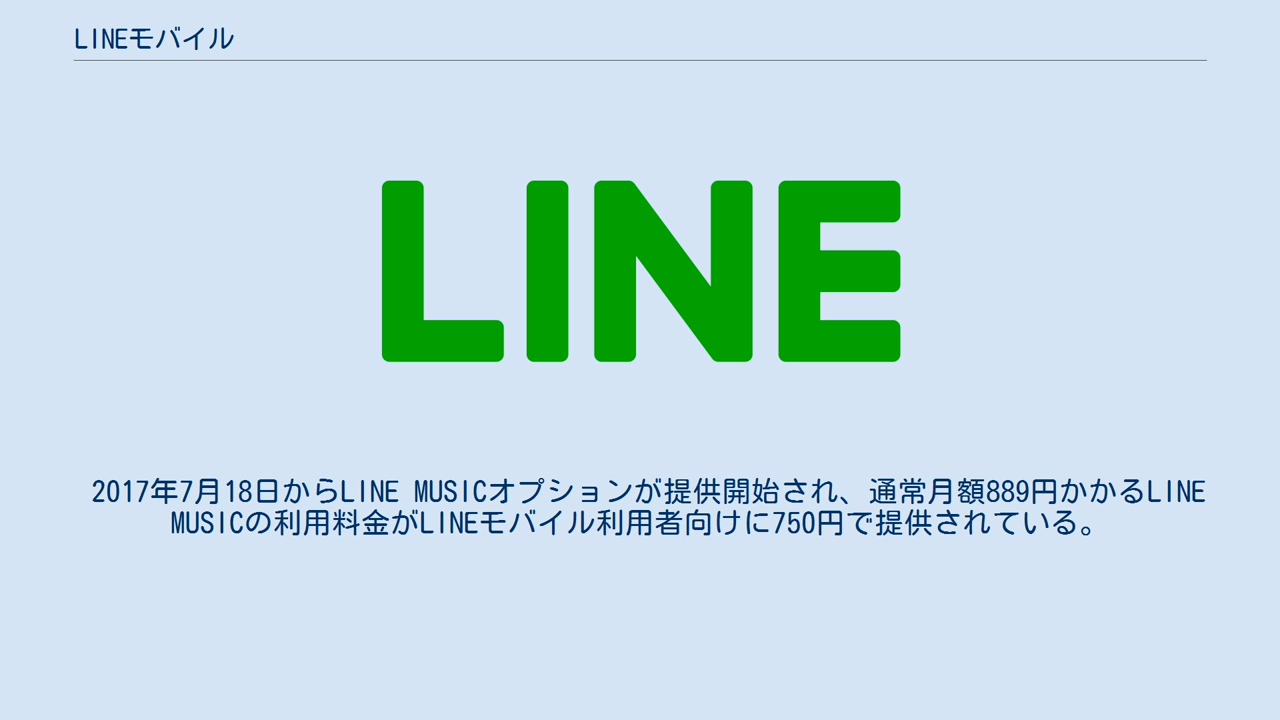 LINEモバイル
LINE
2017年7月18日からLINE MUSICオプションが提供開始され、通常月額889円かかるLINE
MUSICの利用料金がLINEモバイル利用者向けに750円で提供されている。